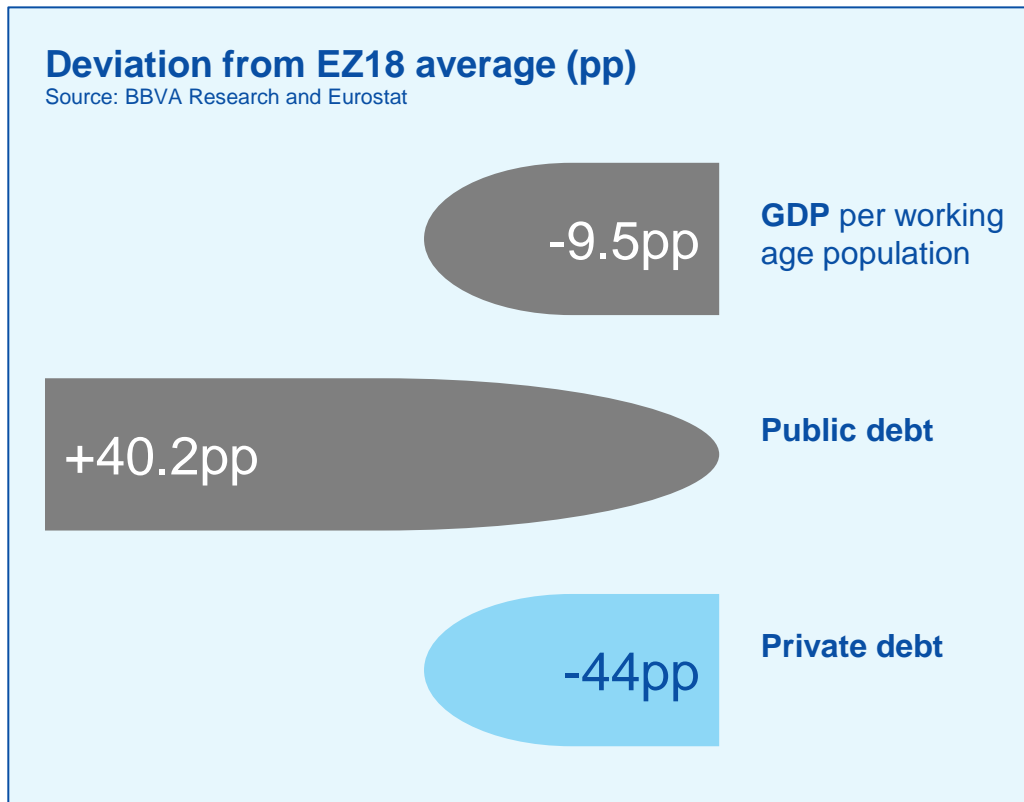 Deviation from EZ18 average (pp)
Source: BBVA Research and Eurostat
-9.5pp
GDP per working
age population
+40.2pp
Public debt
-44pp
Private debt